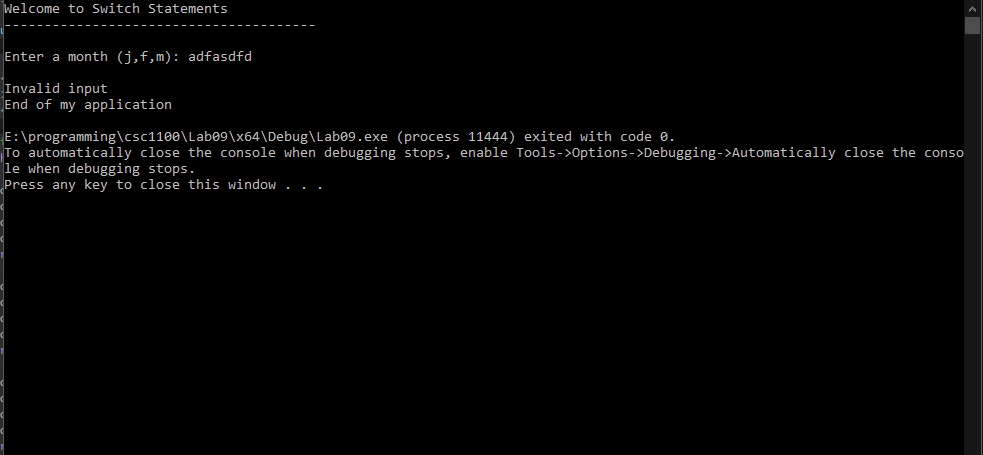 Welcome to Switch Statements
---------------------------------------
Enter a month (j,f,m): adfasdfd
Invalid input
End of my application
E:\programming\csc1100\Lab09\x64\Debug\Lab09.exe (process 11444) exited with code 0.
To automatically close the console when debugging stops, enable Tools->Options->Debugging->Automatically close the conso
le when debugging stops.
Press any key to close this window . . .